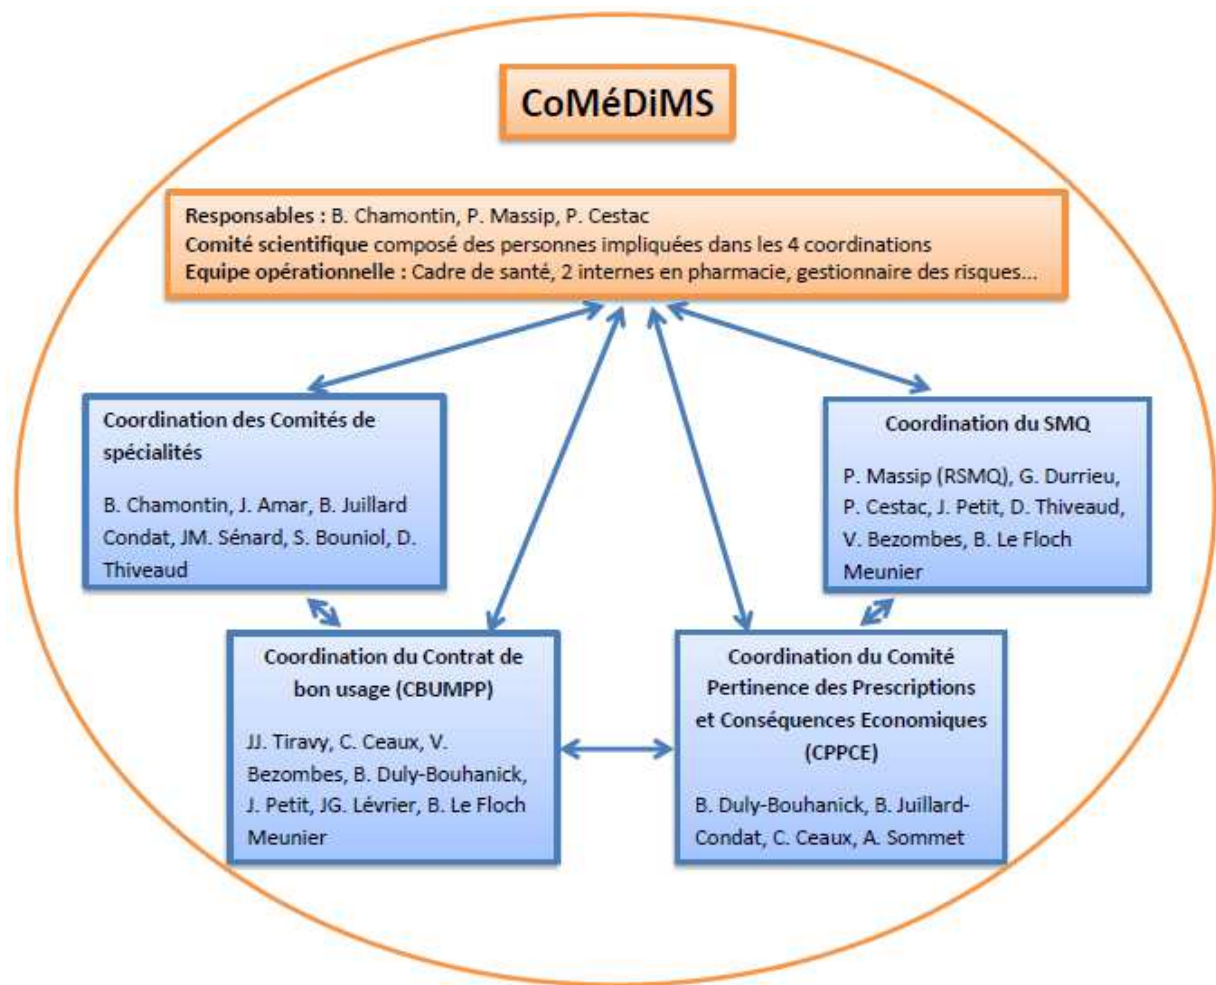 CoMéDiMS
Responsables : B. Chamontin, P. Massip, P. Cestac
Comité scientifique composé des personnes impliquées dans les 4 coordinations
Equipe opérationnelle : Cadre de santé, 2 internes en pharmacie, gestionnaire des risques...
Coordination des Comités de
spécialités
B. Chamontin, J. Amar, B. Juillard
Condat, JM. Sénard, S. Bouniol, D.
Thiveaud
Coordination du SMQ
P. Massip (RSMQ), G. Durrieu,
P. Cestac, J. Petit, D. Thiveaud,
V. Bezombes, B. Le Floch
Meunier
Coordination du Contrat de
bon usage (CBUMPP)
JJ. Tiravy, C. Ceaux, V.
Bezombes, B. Duly-Bouhanick,
J. Petit, JG. Lévrier, B. Le Floch
Meunier
Coordination du Comité
Pertinence des Prescriptions
et Conséquences Economiques
(CPPCE)
B. Duly-Bouhanick, B. Juillard-
Condat, C. Ceaux, A. Sommet